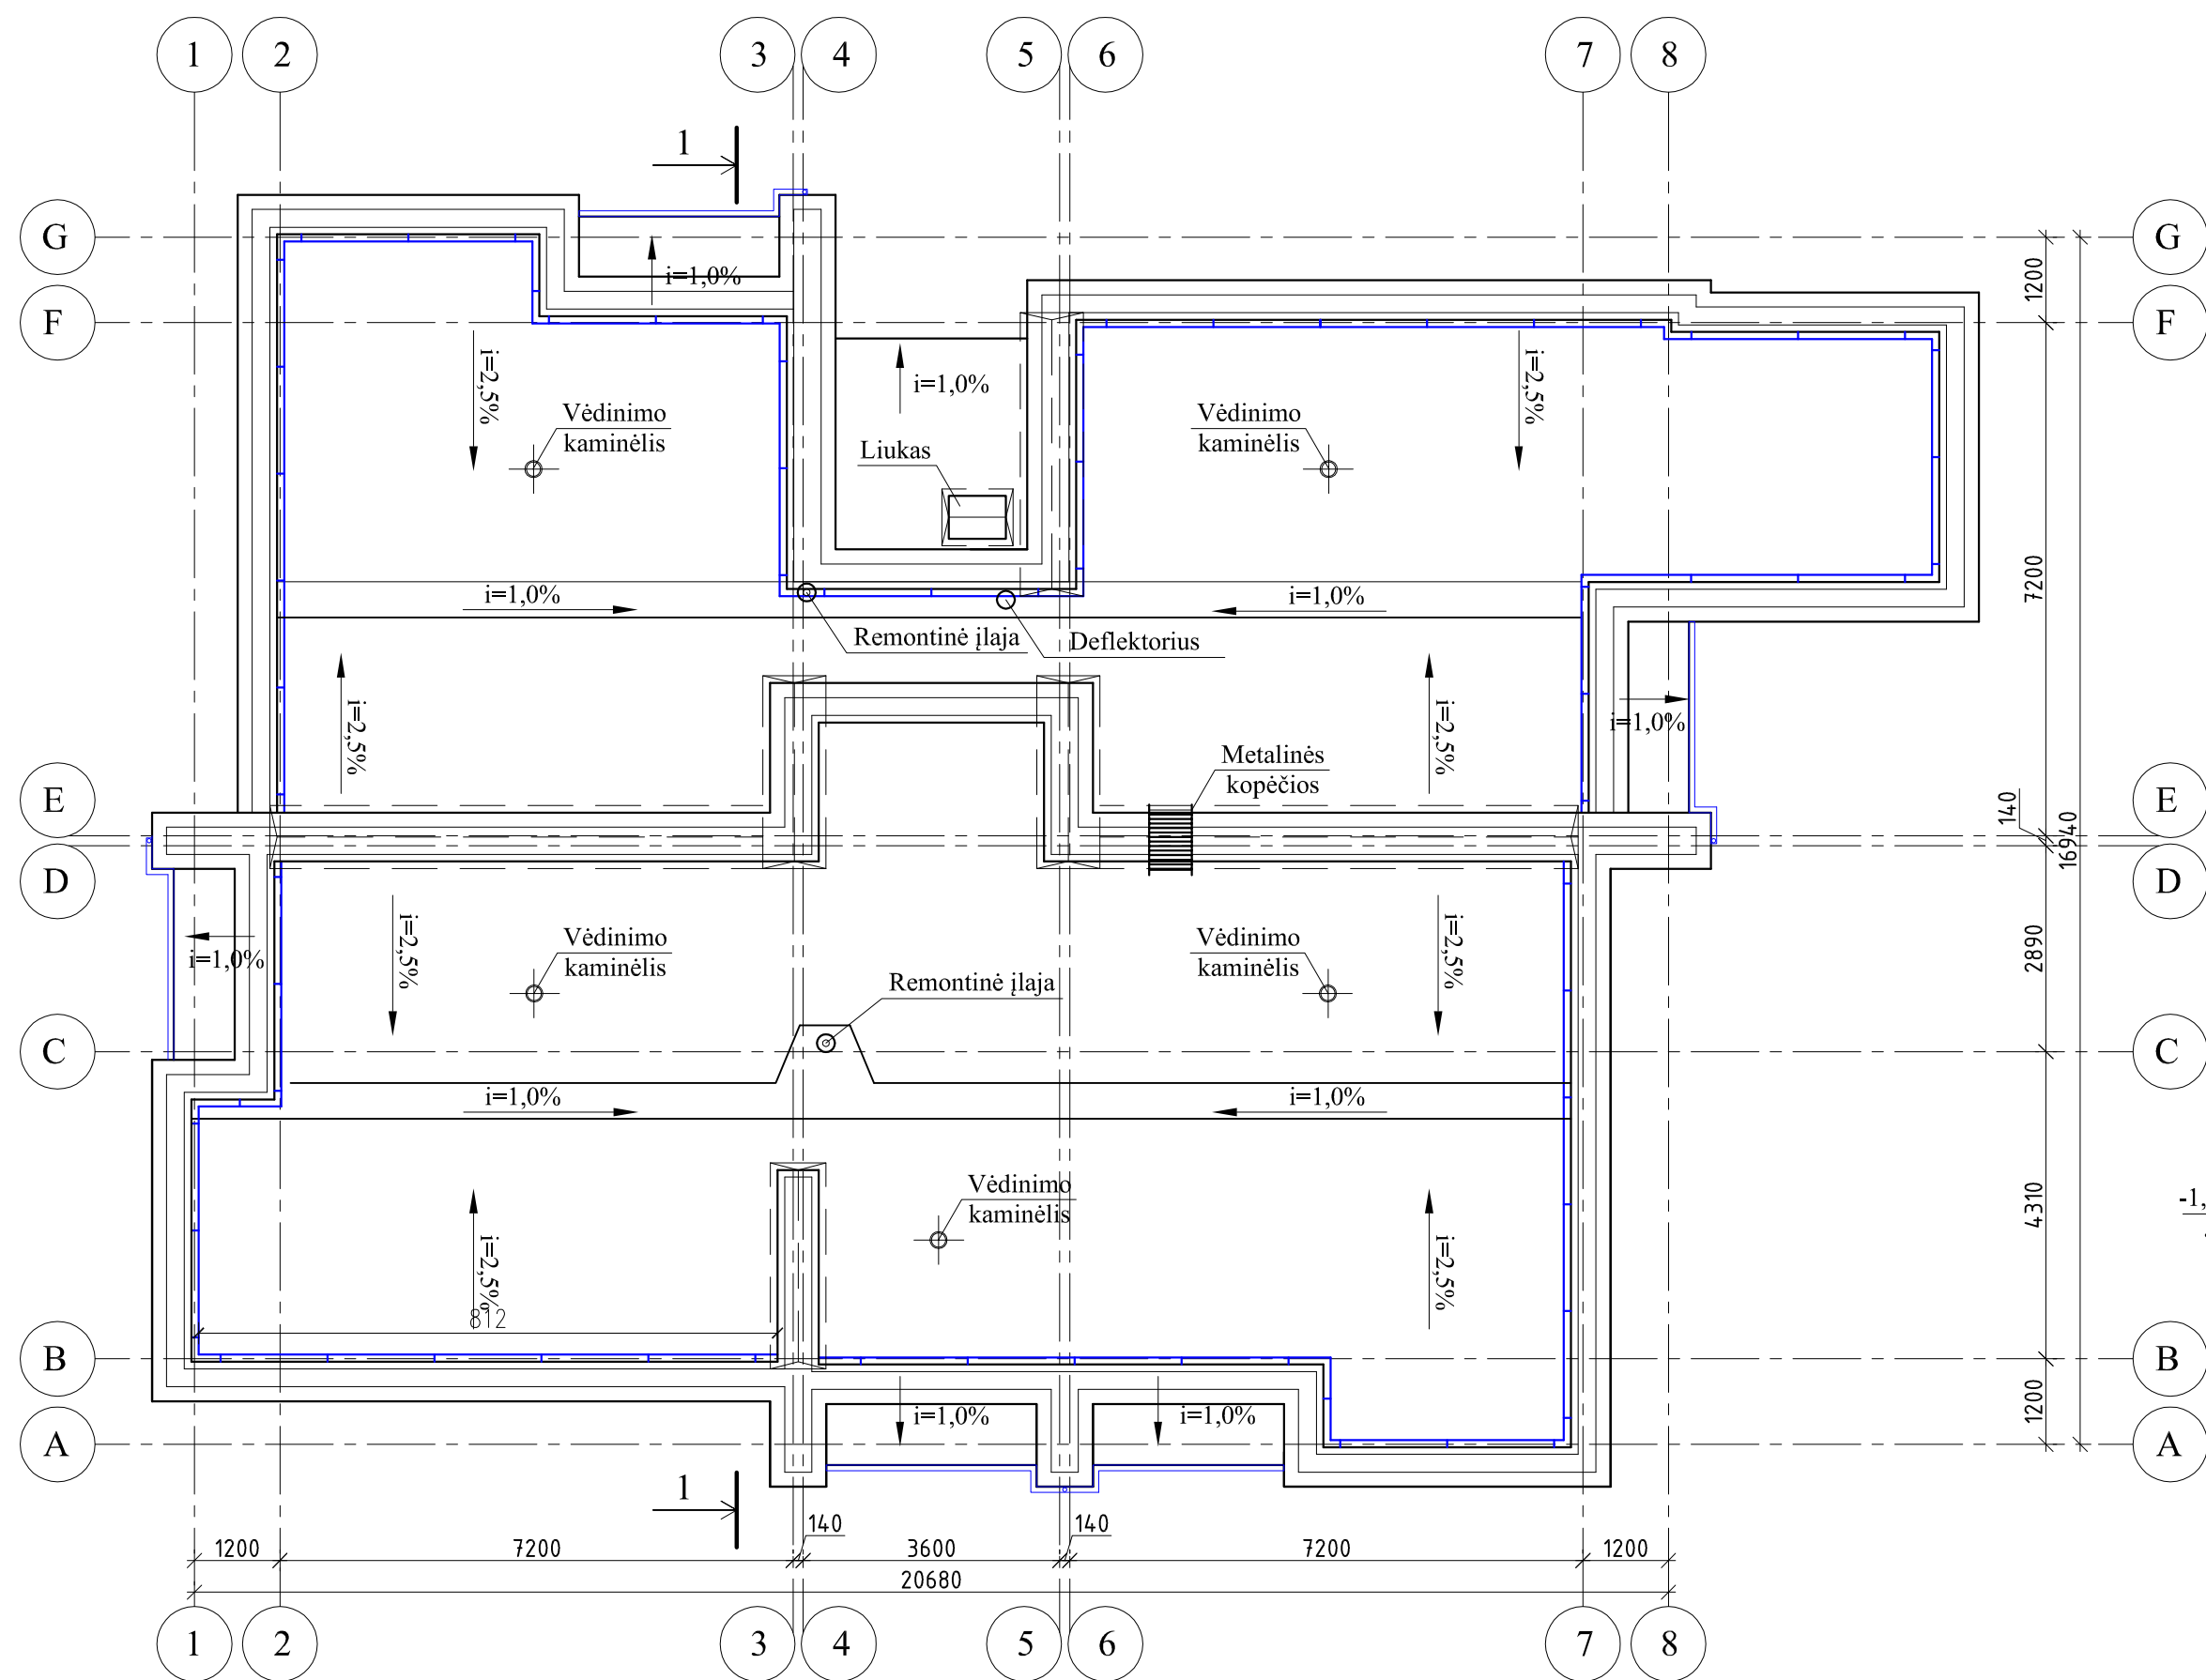 1 2 3 4 5 6 7 8
1
G G
i=1,0%
1200
F F
i=2,5% i=1,0% i=2,5%
Vėdinimo
kaminėlis
Vėdinimo
kaminėlis
Liukas
7200
i=1,0% i=1,0%
Remontinė įlaja Deflektorius
i=2,5% i=2,5% i=1,0%
Metalinės
kopėčios
E E
140
16940
D D
i=2,5% i=2,5%
i=1,0%
Vėdinimo
kaminėlis
Vėdinimo
kaminėlis
2890
Remontinė įlaja
C C
i=1,0% i=1,0%
Vėdinimo
kaminėlis
4310
-1,
i=2,5% i=2,5%
812
B B
i=1,0% i=1,0%
1200
A A
1
140 140
1200 7200 3600 7200 1200
20680
1 2 3 4 5 6 7 8